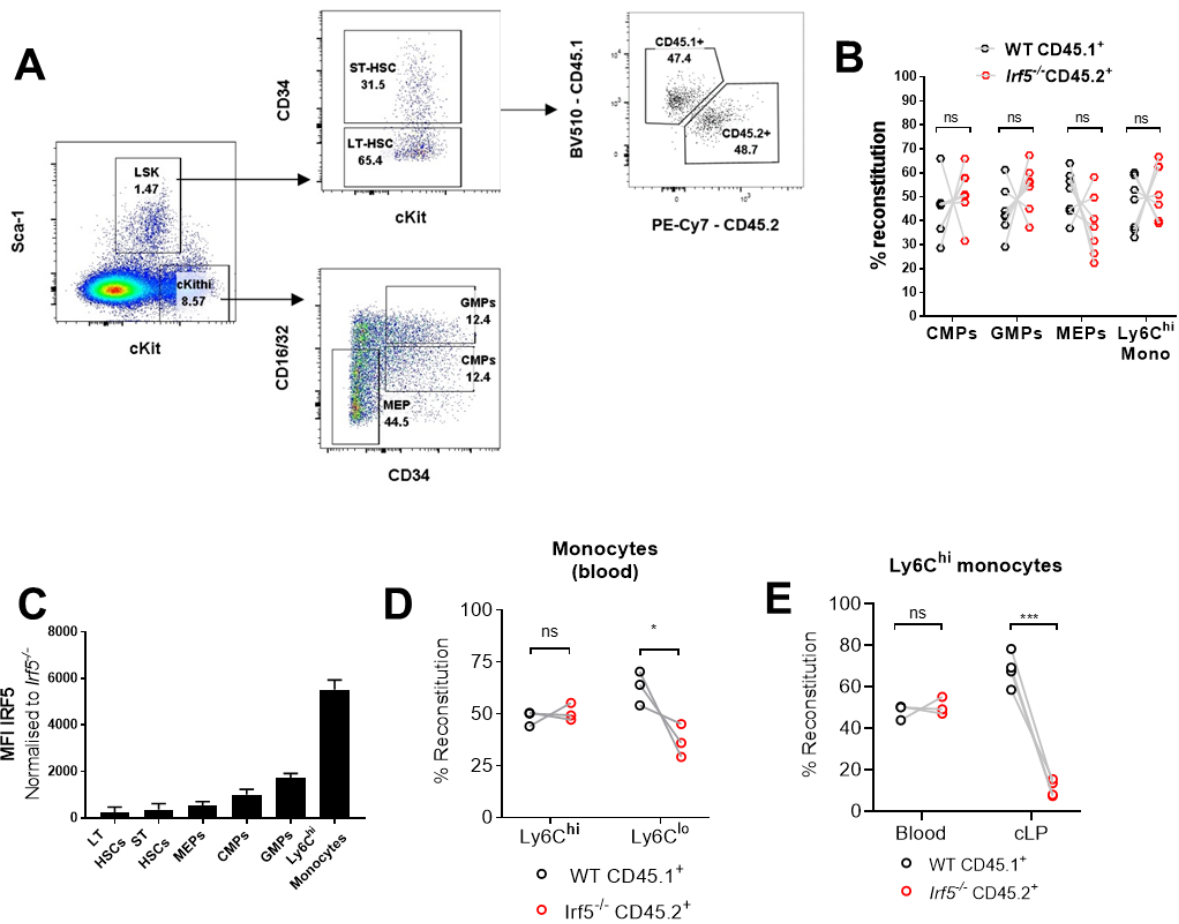 A
Sca-1
LSK
1.47
cKithi
8.57
cKit
CD34
ST-HSC
31.5
LT-HSC
65.4
cKit
BV510 - CD45.1
CD45.1+
47.4
CD45.2+
48.7
10⁴
10³
0
0
10³
PE-Cy7 - CD45.2
CD16/32
GMPs
12.4
CMPs
12.4
MEP
44.5
CD34
B
WT CD45.1⁺
Irf5⁻/⁻CD45.2⁺
% reconstitution
100
90
80
70
60
50
40
30
20
10
0
ns
ns
ns
ns
CMPs
GMPs
MEPs
Ly6Cʰⁱ
Mono
C
MFI IRF5
Normalised to Irf5⁻/⁻
8000
6000
4000
2000
0
LT
HSCs
ST
HSCs
MEPs
CMPs
GMPs
Ly6Cʰⁱ
Monocytes
D
Monocytes
(blood)
% Reconstitution
100
75
50
25
0
ns
*
Ly6Cʰⁱ
Ly6Cˡᵒ
WT CD45.1⁺
Irf5⁻/⁻ CD45.2⁺
E
Ly6Cʰⁱ monocytes
% Reconstitution
100
80
60
40
20
0
ns
***
Blood
cLP
WT CD45.1⁺
Irf5⁻/⁻ CD45.2⁺